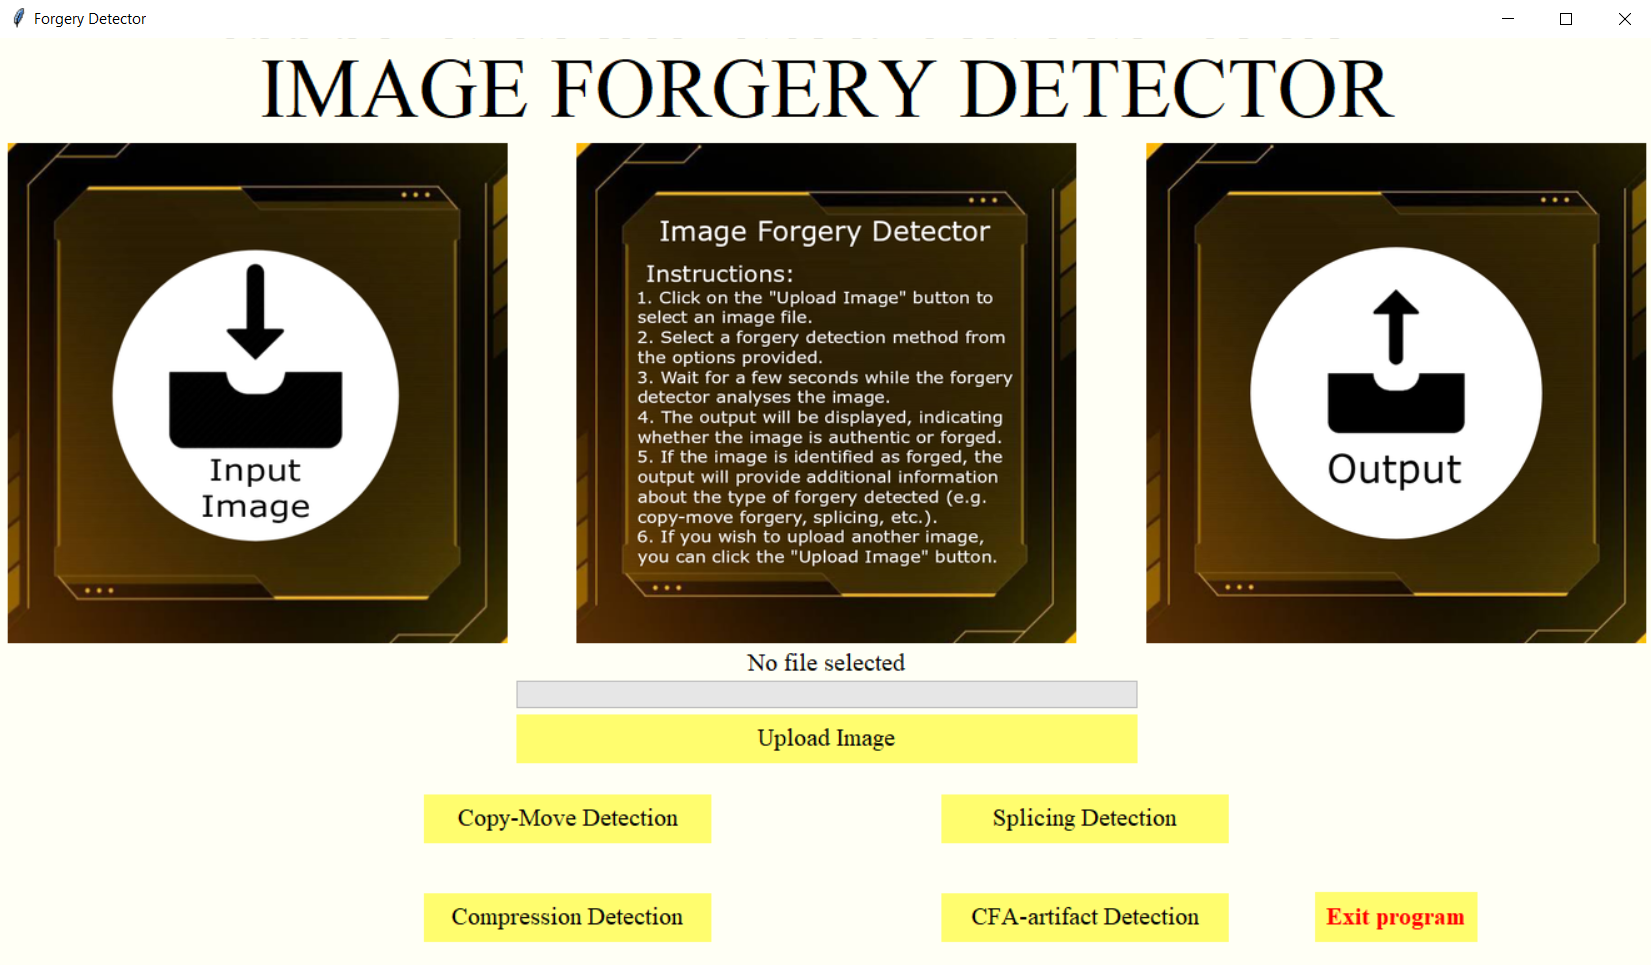 Forgery Detector
IMAGE FORGERY DETECTOR
Input
Image
Image Forgery Detector
Instructions:
1. Click on the "Upload Image" button to
select an image file.
2. Select a forgery detection method from
the options provided.
3. Wait for a few seconds while the forgery
detector analyses the image.
4. The output will be displayed, indicating
whether the image is authentic or forged.
5. If the image is identified as forged, the
output will provide additional information
about the type of forgery detected (e.g.
copy-move forgery, splicing, etc.).
6. If you wish to upload another image,
you can click the "Upload Image" button.
Output
No file selected
Upload Image
Copy-Move Detection
Splicing Detection
Compression Detection
CFA-artifact Detection
Exit program